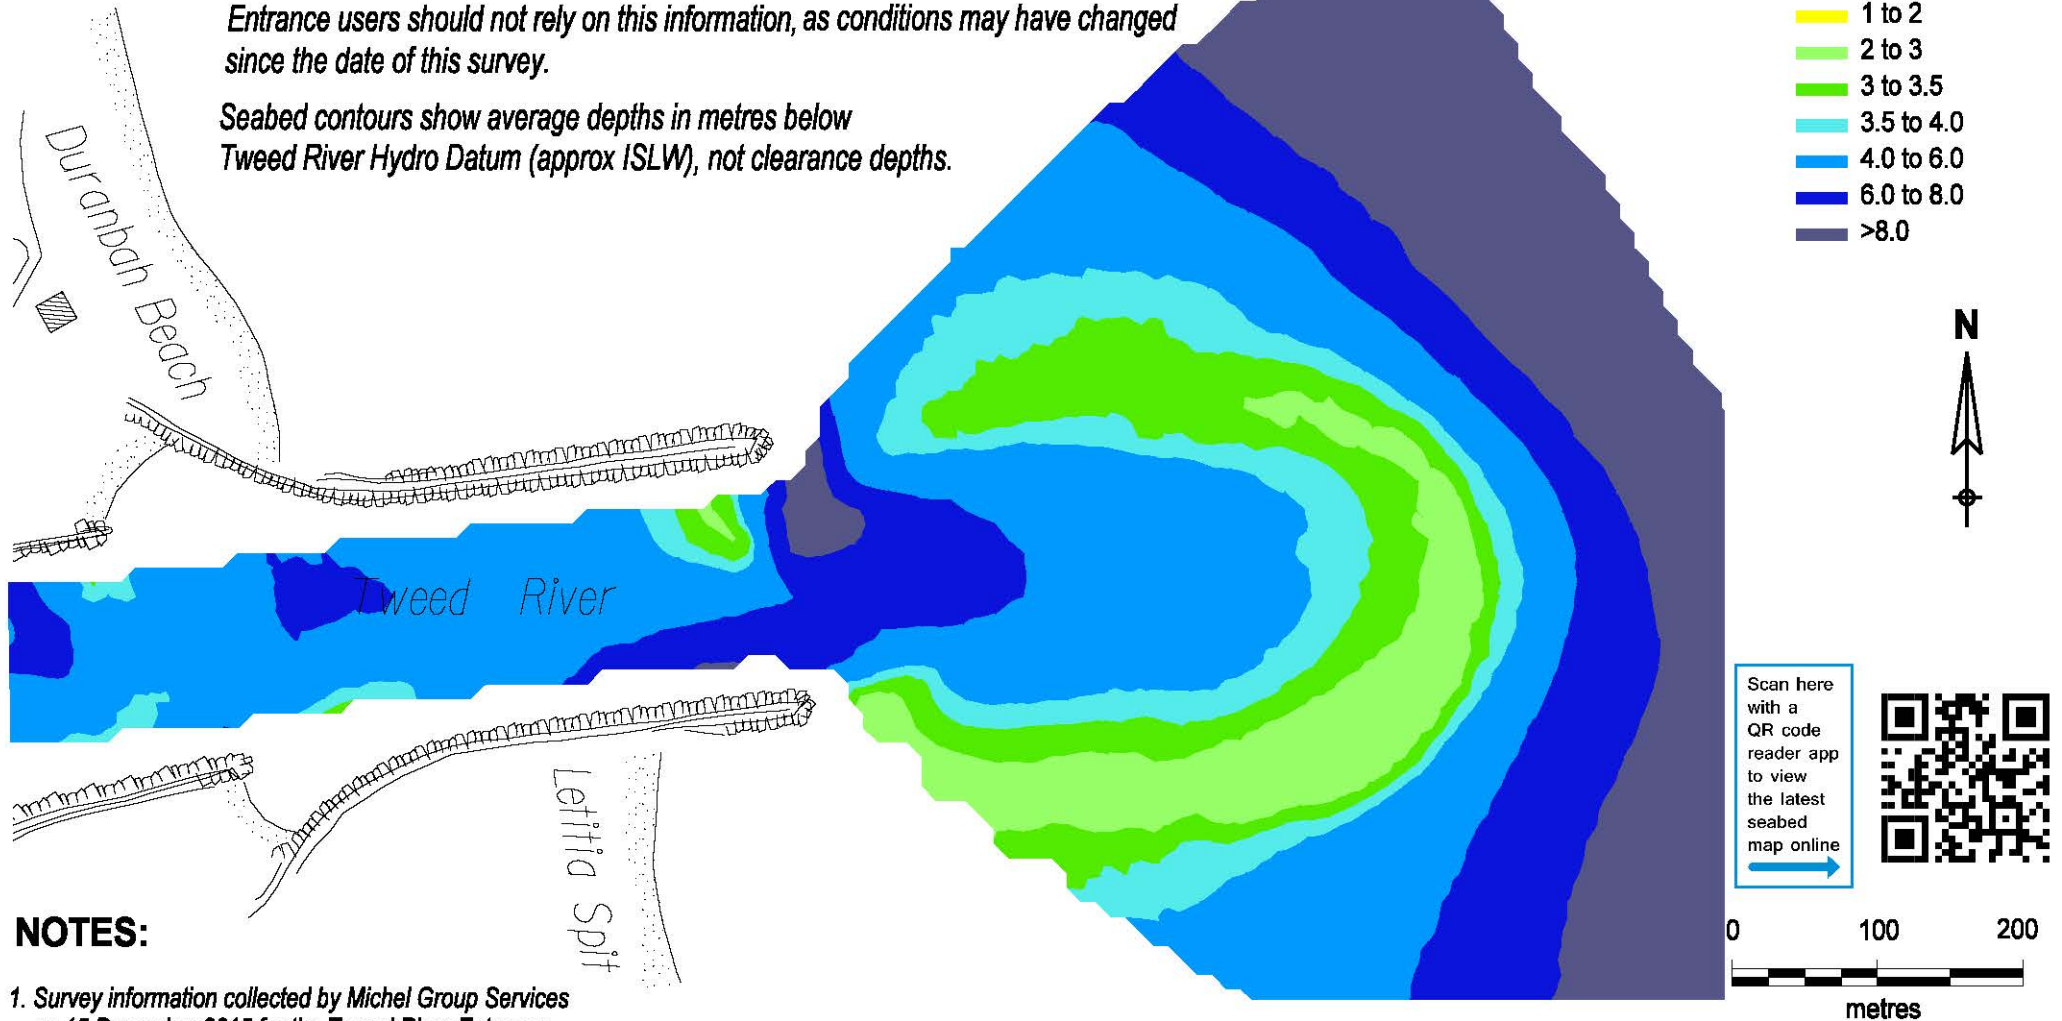 Entrance users should not rely on this information, as conditions may have changed
since the date of this survey.
Seabed contours show average depths in metres below
Tweed River Hydro Datum (approx ISLW), not clearance depths.
1 to 2
2 to 3
3 to 3.5
3.5 to 4.0
4.0 to 6.0
6.0 to 8.0
>8.0
Duranbah Beach
N
Tweed River
Letitia Spit
Scan here
with a
QR code
reader app
to view
the latest
seabed
map online
0 100 200
metres
NOTES:
1. Survey information collected by Michel Group Services